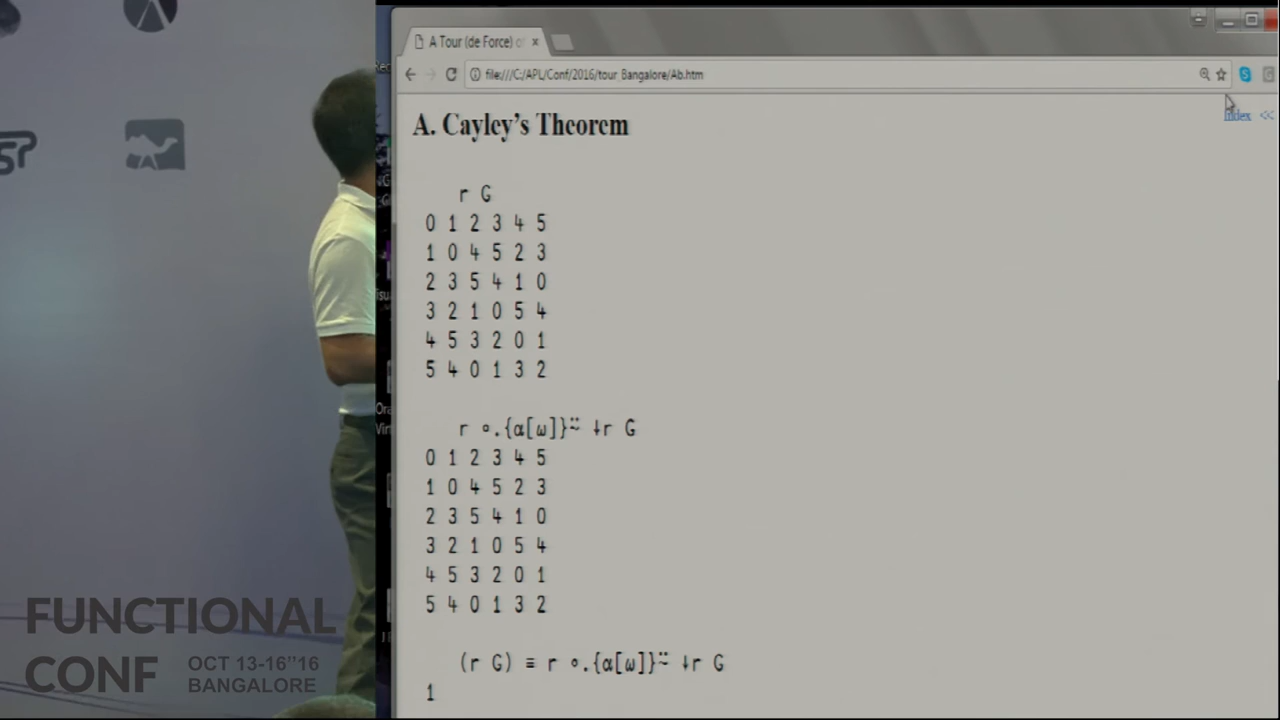 A Tour (de Force) of
file:///C:/APL/Conf/2016/tour Bangalore/Ab.htm
Index <<
A. Cayley's Theorem
r G
0 1 2 3 4 5
1 0 4 5 2 3
2 3 5 4 1 0
3 2 1 0 5 4
4 5 3 2 0 1
5 4 0 1 3 2
r ∘.{⍺[⍵]}⍨ ↓r G
0 1 2 3 4 5
1 0 4 5 2 3
2 3 5 4 1 0
3 2 1 0 5 4
4 5 3 2 0 1
5 4 0 1 3 2
(r G) ≡ r ∘.{⍺[⍵]}⍨ ↓r G
1
FUNCTIONAL
CONF
OCT 13-16"16
BANGALORE